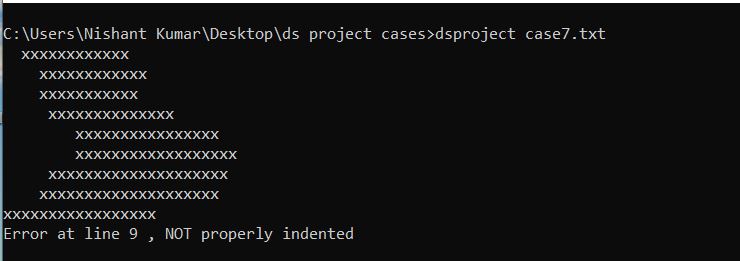 C:\Users\Nishant Kumar\Desktop\ds project cases>dsproject case7.txt
  xxxxxxxxxxxx
    xxxxxxxxxxxx
    xxxxxxxxxxx
     xxxxxxxxxxxxxx
        xxxxxxxxxxxxxxxx
        xxxxxxxxxxxxxxxxxx
     xxxxxxxxxxxxxxxxxxxx
    xxxxxxxxxxxxxxxxxxxx
xxxxxxxxxxxxxxxxx
Error at line 9 , NOT properly indented